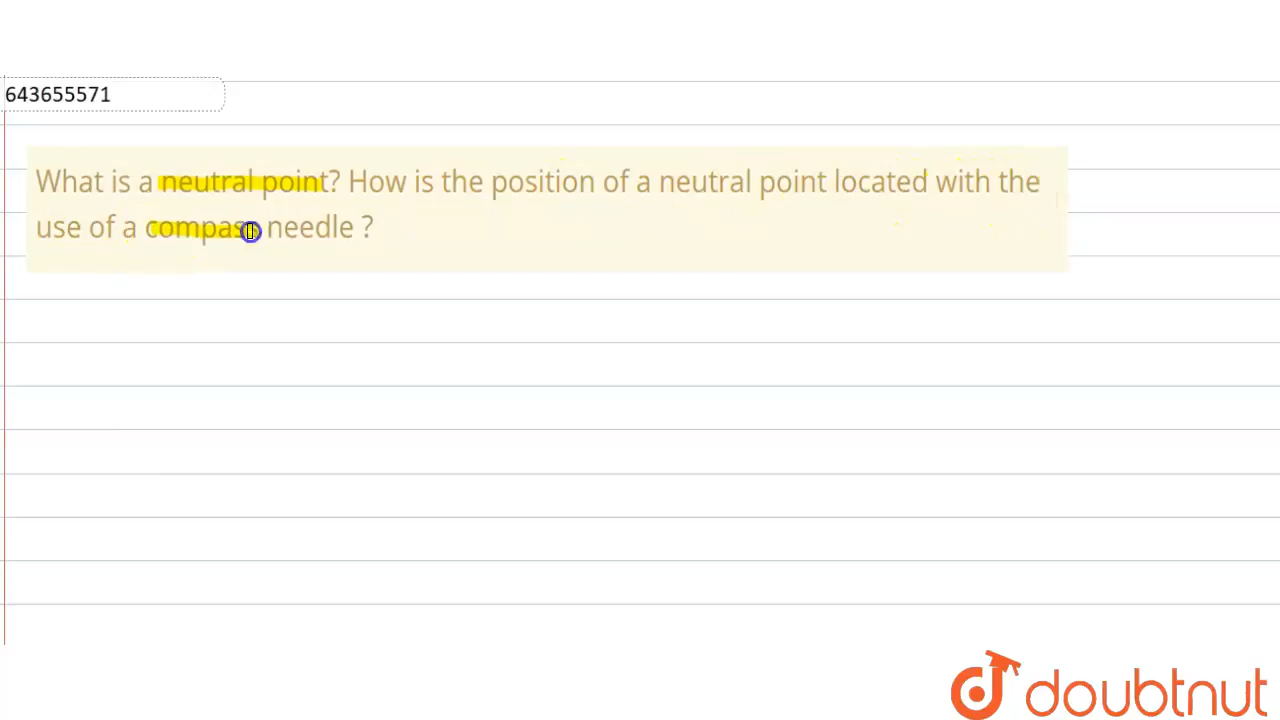 643655571
What is a neutral point? How is the position of a neutral point located with the
use of a compass needle ?
doubtnut